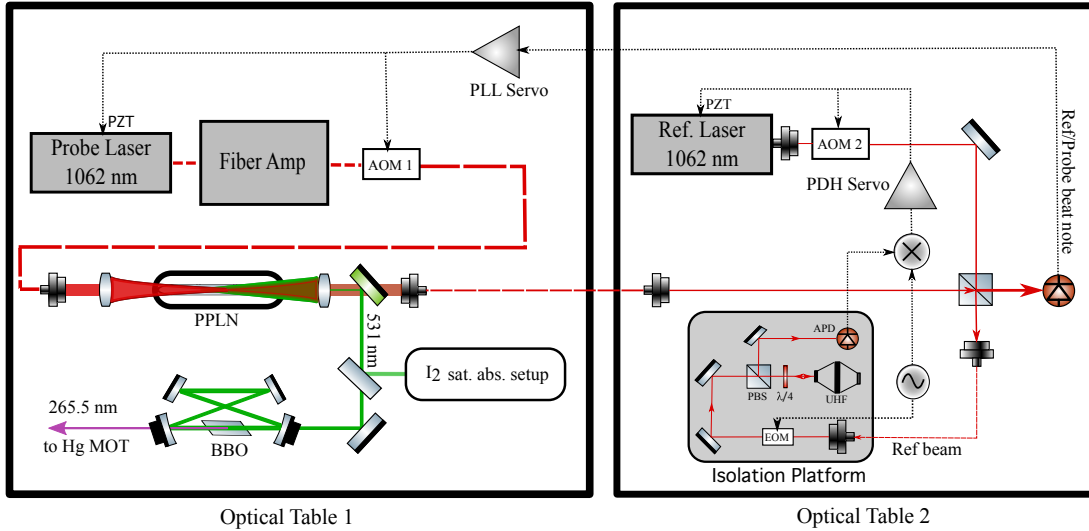 PLL Servo
PZT
Probe Laser
1062 nm
Fiber Amp
AOM 1
PPLN
531 nm
I2 sat. abs. setup
265.5 nm
to Hg MOT
BBO
Optical Table 1
PZT
Ref. Laser
1062 nm
AOM 2
PDH Servo
Ref/Probe beat note
APD
PBS
λ/4
UHF
EOM
Ref beam
Isolation Platform
Optical Table 2